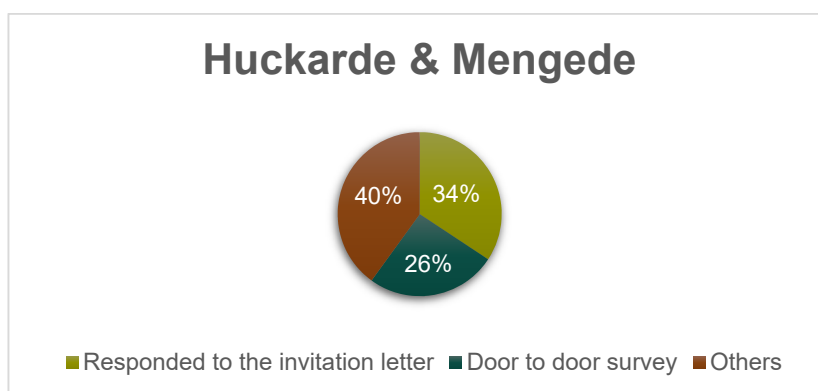 Huckarde & Mengede
40% 34%
26%
Responded to the invitation letter Door to door survey Others